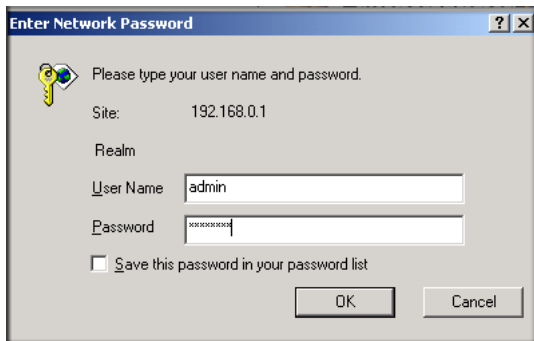 Enter Network Password
Please type your user name and password.
Site: 192.168.0.1
Realm
User Name admin
Password ********
Save this password in your password list
OK Cancel